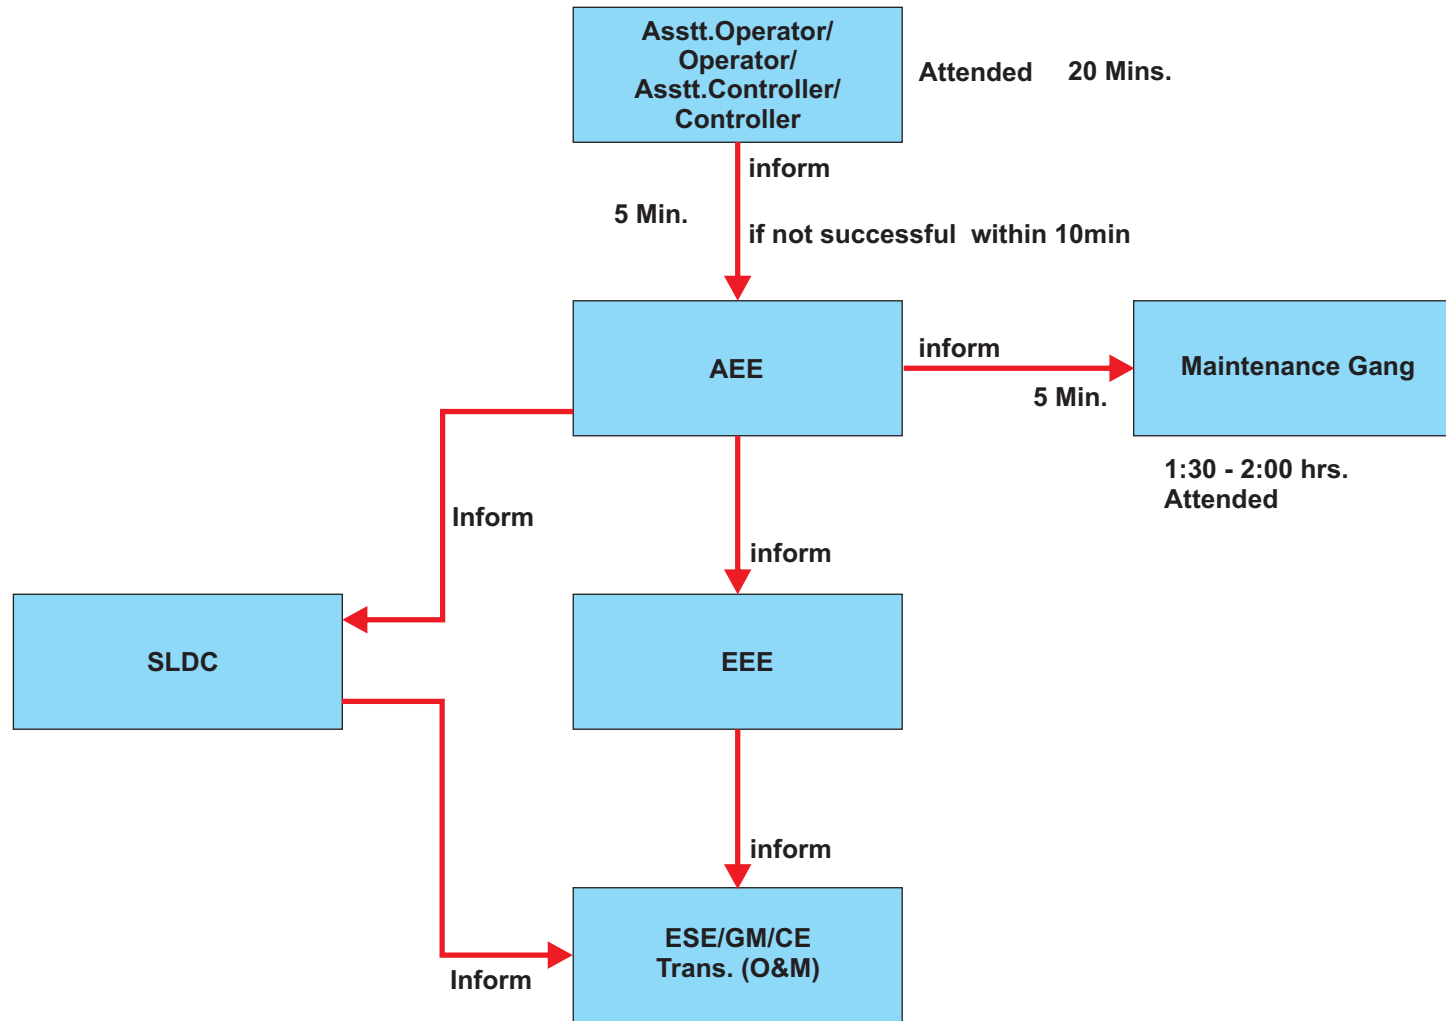 Asstt.Operator/
Operator/
Asstt.Controller/
Controller
Attended 20 Mins.
inform
5 Min.
if not successful within 10min
AEE
inform
5 Min.
Maintenance Gang
1:30 - 2:00 hrs.
Attended
Inform
inform
SLDC
EEE
inform
ESE/GM/CE
Trans. (O&M)
Inform